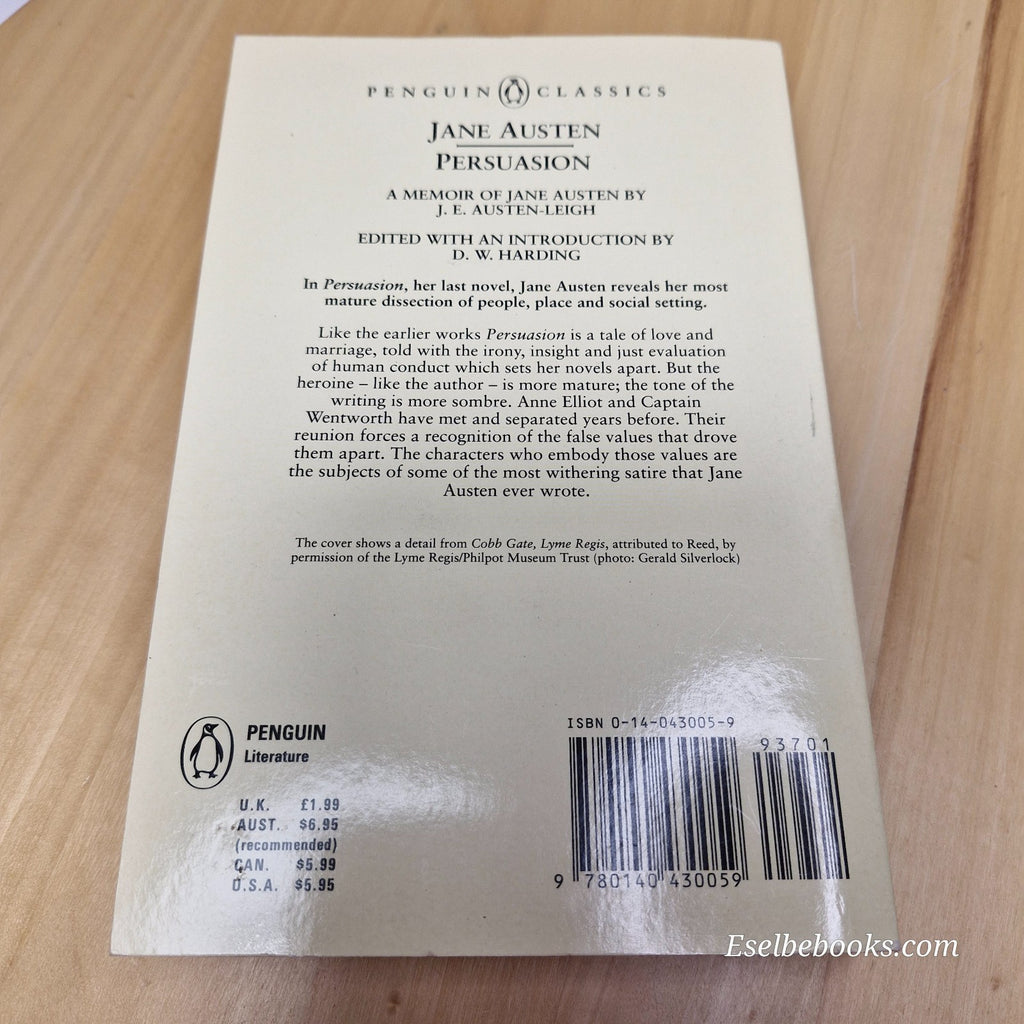 PENGUIN CLASSICS
JANE AUSTEN
PERSUASION
A MEMOIR OF JANE AUSTEN BY
J. E. AUSTEN-LEIGH
EDITED WITH AN INTRODUCTION BY
D. W. HARDING
In Persuasion, her last novel, Jane Austen reveals her most
mature dissection of people, place and social setting.
Like the earlier works Persuasion is a tale of love and
marriage, told with the irony, insight and just evaluation
of human conduct which sets her novels apart. But the
heroine – like the author – is more mature; the tone of the
writing is more sombre. Anne Elliot and Captain
Wentworth have met and separated years before. Their
reunion forces a recognition of the false values that drove
them apart. The characters who embody those values are
the subjects of some of the most withering satire that Jane
Austen ever wrote.
The cover shows a detail from Cobb Gate, Lyme Regis, attributed to Reed, by
permission of the Lyme Regis/Philpot Museum Trust (photo: Gerald Silverlock)
PENGUIN
Literature
U.K. £1.99
AUST. $6.95
(recommended)
CAN. $5.99
U.S.A. $5.95
ISBN 0-14-043005-9
93701
9 780140 430059
Eselbebooks.com